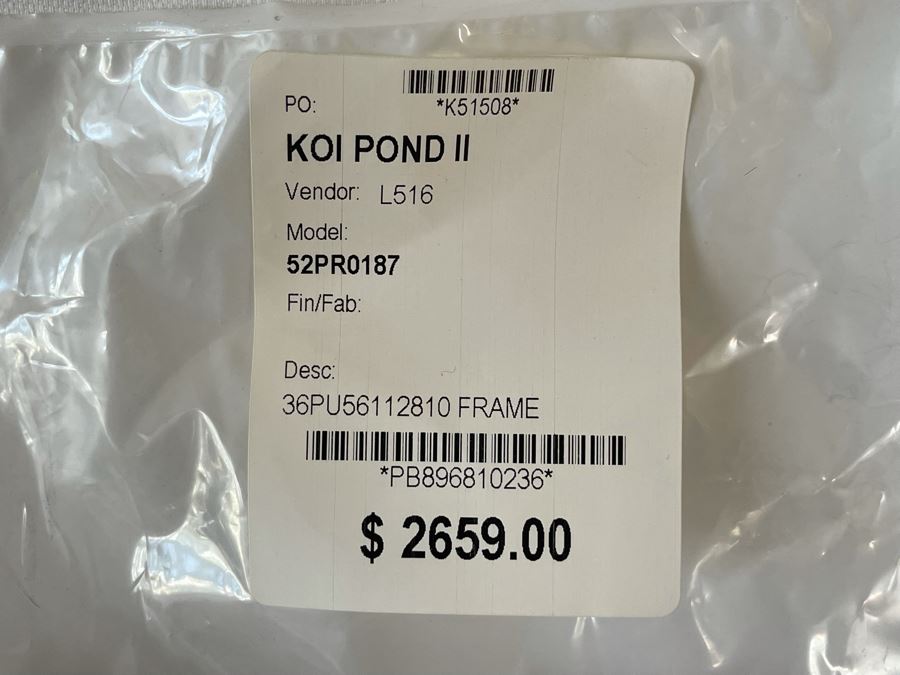 PO: *K51508*
KOI POND II
Vendor: L516
Model:
52PR0187
Fin/Fab:
Desc:
36PU56112810 FRAME
*PB896810236*
$ 2659.00